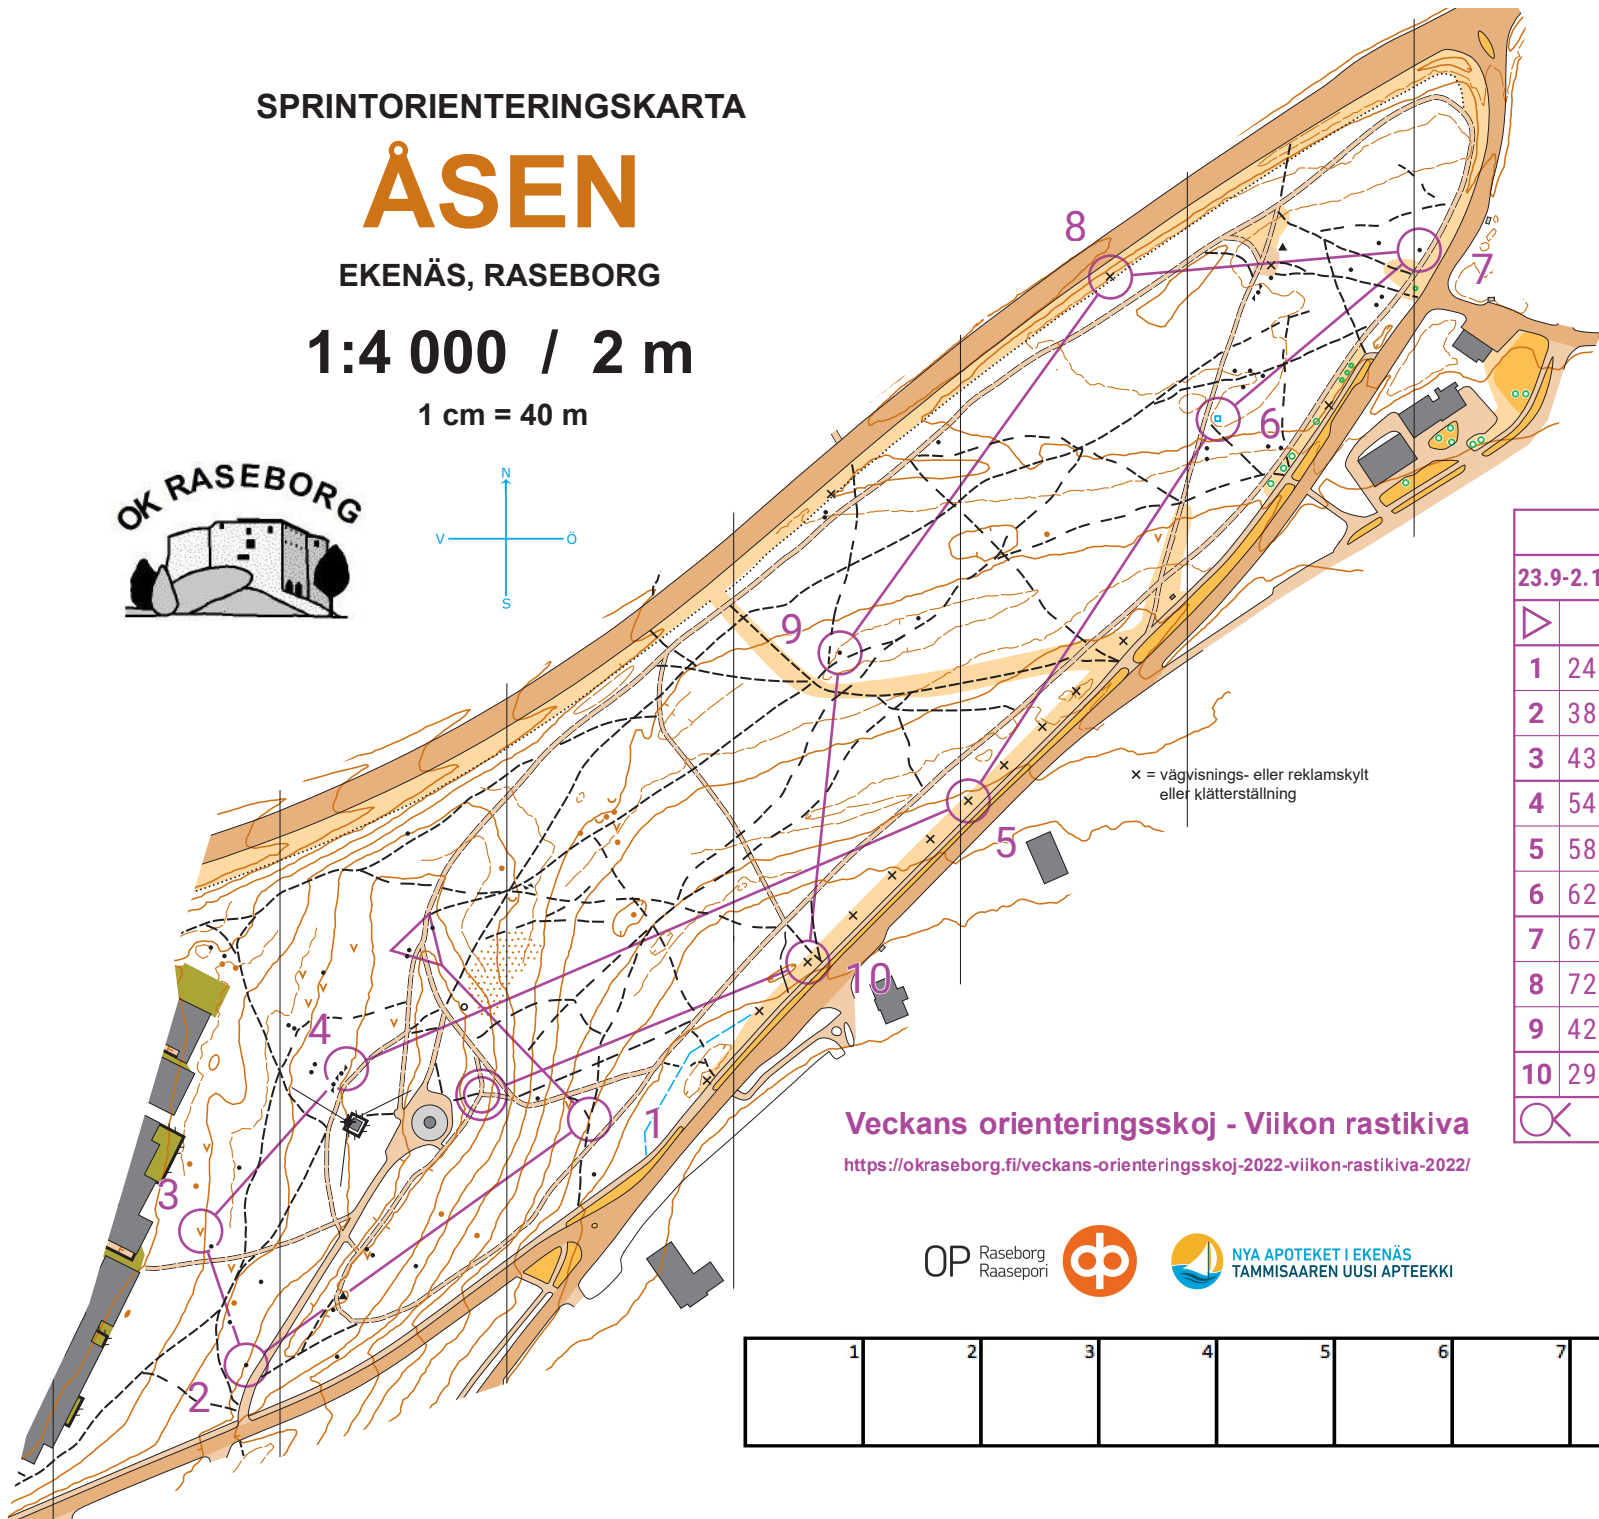 SPRINTORIENTERINGSKARTA
ÅSEN
EKENÄS, RASEBORG
1:4 000 / 2 m
1 cm = 40 m
OK RASEBORG
N
V Ö
S
8
7
6
9
5
10
4
1
3
2
× = vägvisnings- eller reklamskylt
eller klätterställning
23.9-2.1
1 24
2 38
3 43
4 54
5 58
6 62
7 67
8 72
9 42
10 29
Veckans orienteringsskoj - Viikon rastikiva
https://okraseborg.fi/veckans-orienteringsskoj-2022-viikon-rastikiva-2022/
OP Raseborg
Raasepori
op
NYA APOTEKET I EKENÄS
TAMMISAAREN UUSI APTEEKKI
1 2 3 4 5 6 7